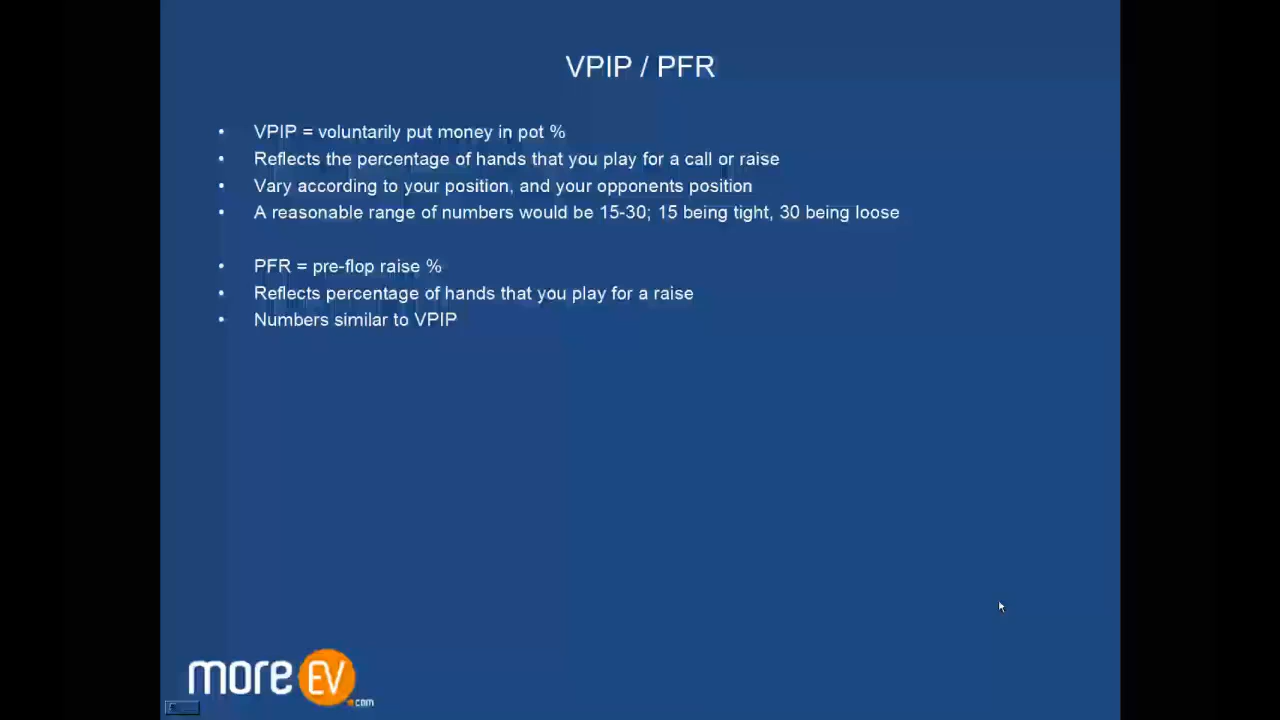 VPIP / PFR
• VPIP = voluntarily put money in pot %
• Reflects the percentage of hands that you play for a call or raise
• Vary according to your position, and your opponents position
• A reasonable range of numbers would be 15-30; 15 being tight, 30 being loose
• PFR = pre-flop raise %
• Reflects percentage of hands that you play for a raise
• Numbers similar to VPIP
more EV .com